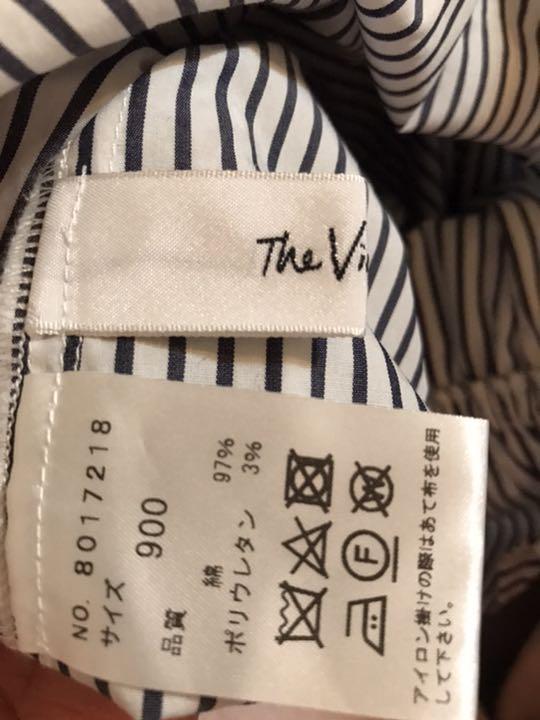 The Vi
NO. 8017218
サイズ
900
品質
綿 97%
ポリウレタン 3%
F
W
アイロン掛けの際はあて布を使用
して下さい。